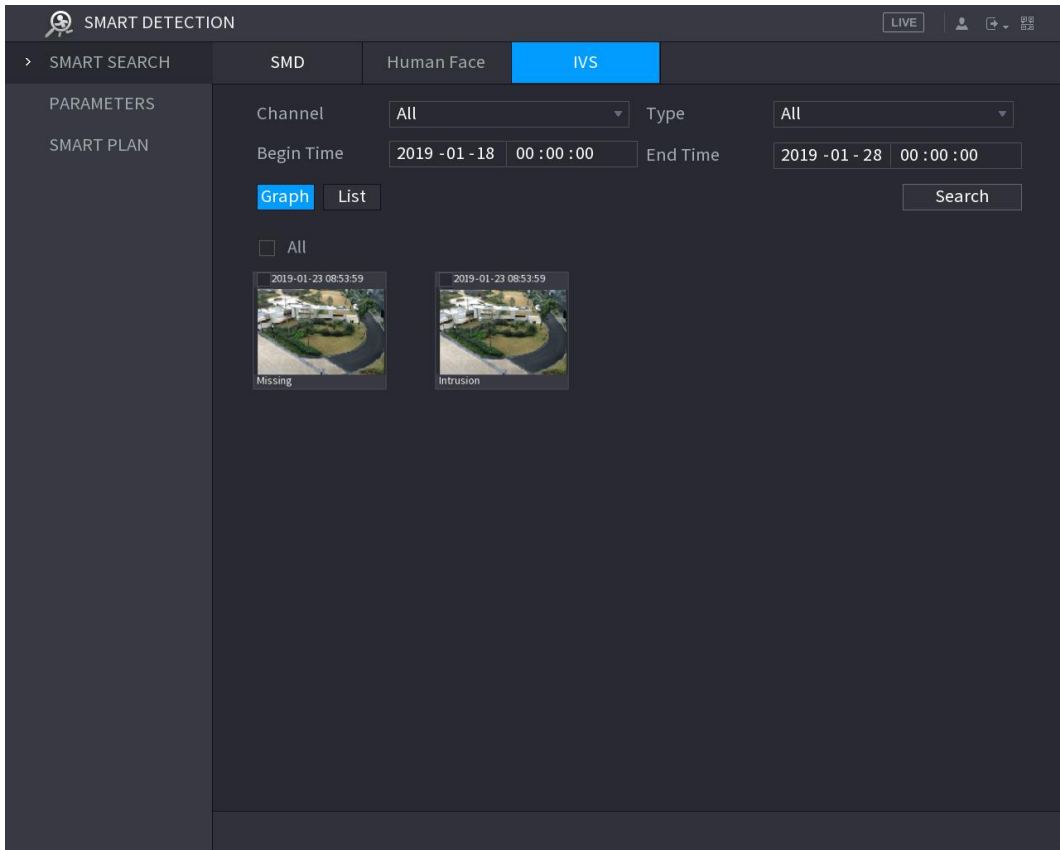 SMART DETECTION LIVE
SMART SEARCH SMD Human Face IVS
PARAMETERS
SMART PLAN
Channel All Type All
Begin Time 2019 -01 -18 00 :00 :00 End Time 2019 -01 - 28 00 :00 :00
Graph List Search
All
2019-01-23 08:53:59 2019-01-23 08:53:59
Missing Intrusion